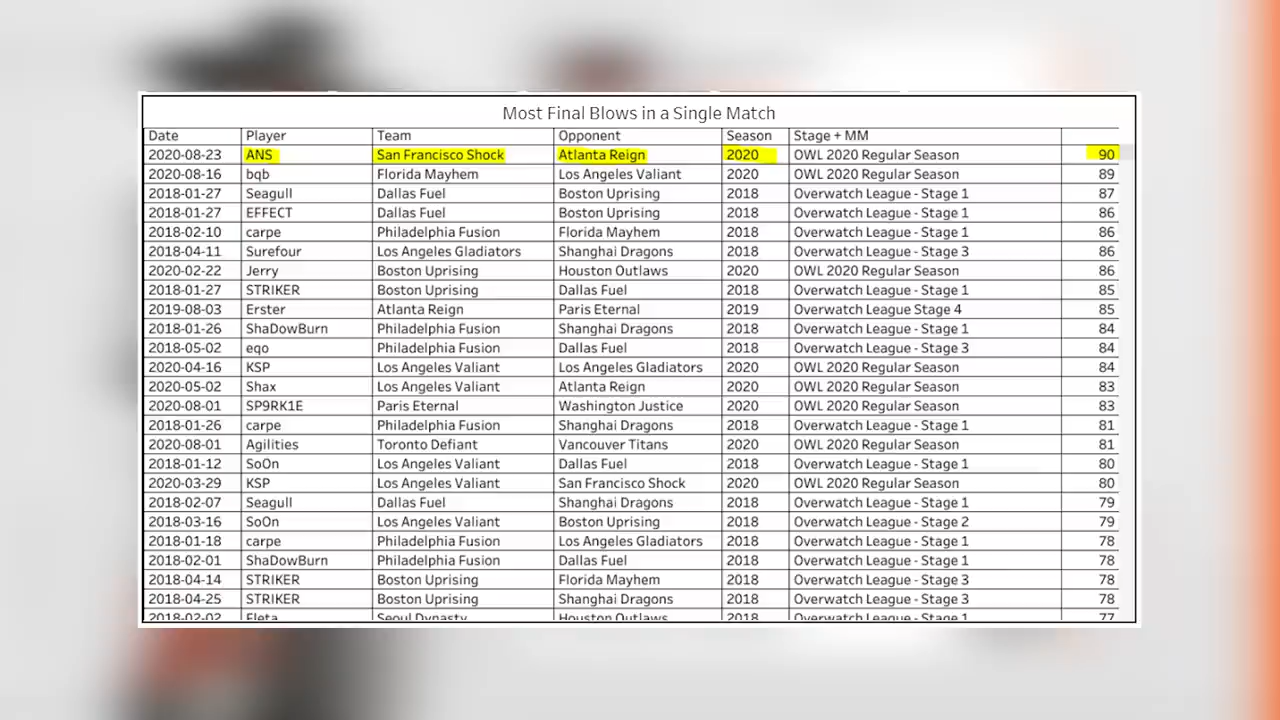 Most Final Blows in a Single Match
Date Player Team Opponent Season Stage + MM
2020-08-23 ANS San Francisco Shock Atlanta Reign 2020 OWL 2020 Regular Season 90
2020-08-16 bqb Florida Mayhem Los Angeles Valiant 2020 OWL 2020 Regular Season 89
2018-01-27 Seagull Dallas Fuel Boston Uprising 2018 Overwatch League - Stage 1 87
2018-01-27 EFFECT Dallas Fuel Boston Uprising 2018 Overwatch League - Stage 1 86
2018-02-10 carpe Philadelphia Fusion Florida Mayhem 2018 Overwatch League - Stage 1 86
2018-04-11 Surefour Los Angeles Gladiators Shanghai Dragons 2018 Overwatch League - Stage 3 86
2020-02-22 Jerry Boston Uprising Houston Outlaws 2020 OWL 2020 Regular Season 86
2018-01-27 STRIKER Boston Uprising Dallas Fuel 2018 Overwatch League - Stage 1 85
2019-08-03 Erster Atlanta Reign Paris Eternal 2019 Overwatch League Stage 4 85
2018-01-26 ShaDowBurn Philadelphia Fusion Shanghai Dragons 2018 Overwatch League - Stage 1 84
2018-05-02 eqo Philadelphia Fusion Dallas Fuel 2018 Overwatch League - Stage 3 84
2020-04-16 KSP Los Angeles Valiant Los Angeles Gladiators 2020 OWL 2020 Regular Season 84
2020-05-02 Shax Los Angeles Valiant Atlanta Reign 2020 OWL 2020 Regular Season 83
2020-08-01 SP9RK1E Paris Eternal Washington Justice 2020 OWL 2020 Regular Season 83
2018-01-26 carpe Philadelphia Fusion Shanghai Dragons 2018 Overwatch League - Stage 1 81
2020-08-01 Agilities Toronto Defiant Vancouver Titans 2020 OWL 2020 Regular Season 81
2018-01-12 SoOn Los Angeles Valiant Dallas Fuel 2018 Overwatch League - Stage 1 80
2020-03-29 KSP Los Angeles Valiant San Francisco Shock 2020 OWL 2020 Regular Season 80
2018-02-07 Seagull Dallas Fuel Shanghai Dragons 2018 Overwatch League - Stage 1 79
2018-03-16 SoOn Los Angeles Valiant Boston Uprising 2018 Overwatch League - Stage 2 79
2018-01-18 carpe Philadelphia Fusion Los Angeles Gladiators 2018 Overwatch League - Stage 1 78
2018-02-01 ShaDowBurn Philadelphia Fusion Dallas Fuel 2018 Overwatch League - Stage 1 78
2018-04-14 STRIKER Boston Uprising Florida Mayhem 2018 Overwatch League - Stage 3 78
2018-04-25 STRIKER Boston Uprising Shanghai Dragons 2018 Overwatch League - Stage 3 78
2018-02-02 Fleta Seoul Dynasty Houston Outlaws 2018 Overwatch League - Stage 1 77